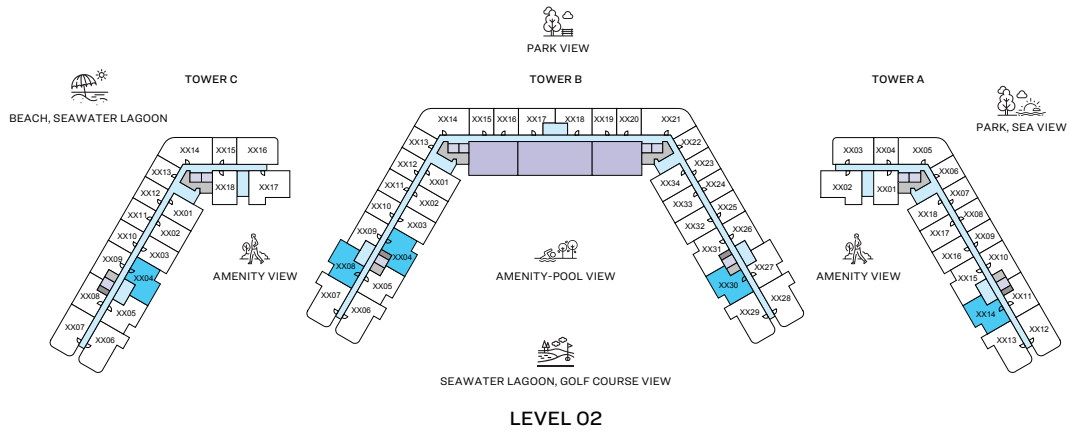 PARK VIEW
TOWER C
TOWER B
TOWER A
BEACH, SEAWATER LAGOON
PARK, SEA VIEW
XX14 XX15 XX16
XX13
XX12
XX11
XX10
XX09
XX08
XX07
XX06
XX18 XX17
XX01
XX02
XX03
XX04
XX05
XX14 XX15 XX16 XX17 XX18 XX19 XX20 XX21
XX13
XX12
XX11
XX10
XX09
XX08
XX07
XX06
XX01
XX02
XX03
XX04
XX05
XX22
XX23
XX24
XX25
XX26
XX27
XX28
XX29
XX34
XX33
XX32
XX31
XX30
XX03 XX04 XX05
XX02 XX01
XX06
XX07
XX08
XX09
XX10
XX11
XX12
XX13
XX18
XX17
XX16
XX15
XX14
AMENITY VIEW
AMENITY-POOL VIEW
AMENITY VIEW
SEAWATER LAGOON, GOLF COURSE VIEW
LEVEL 02